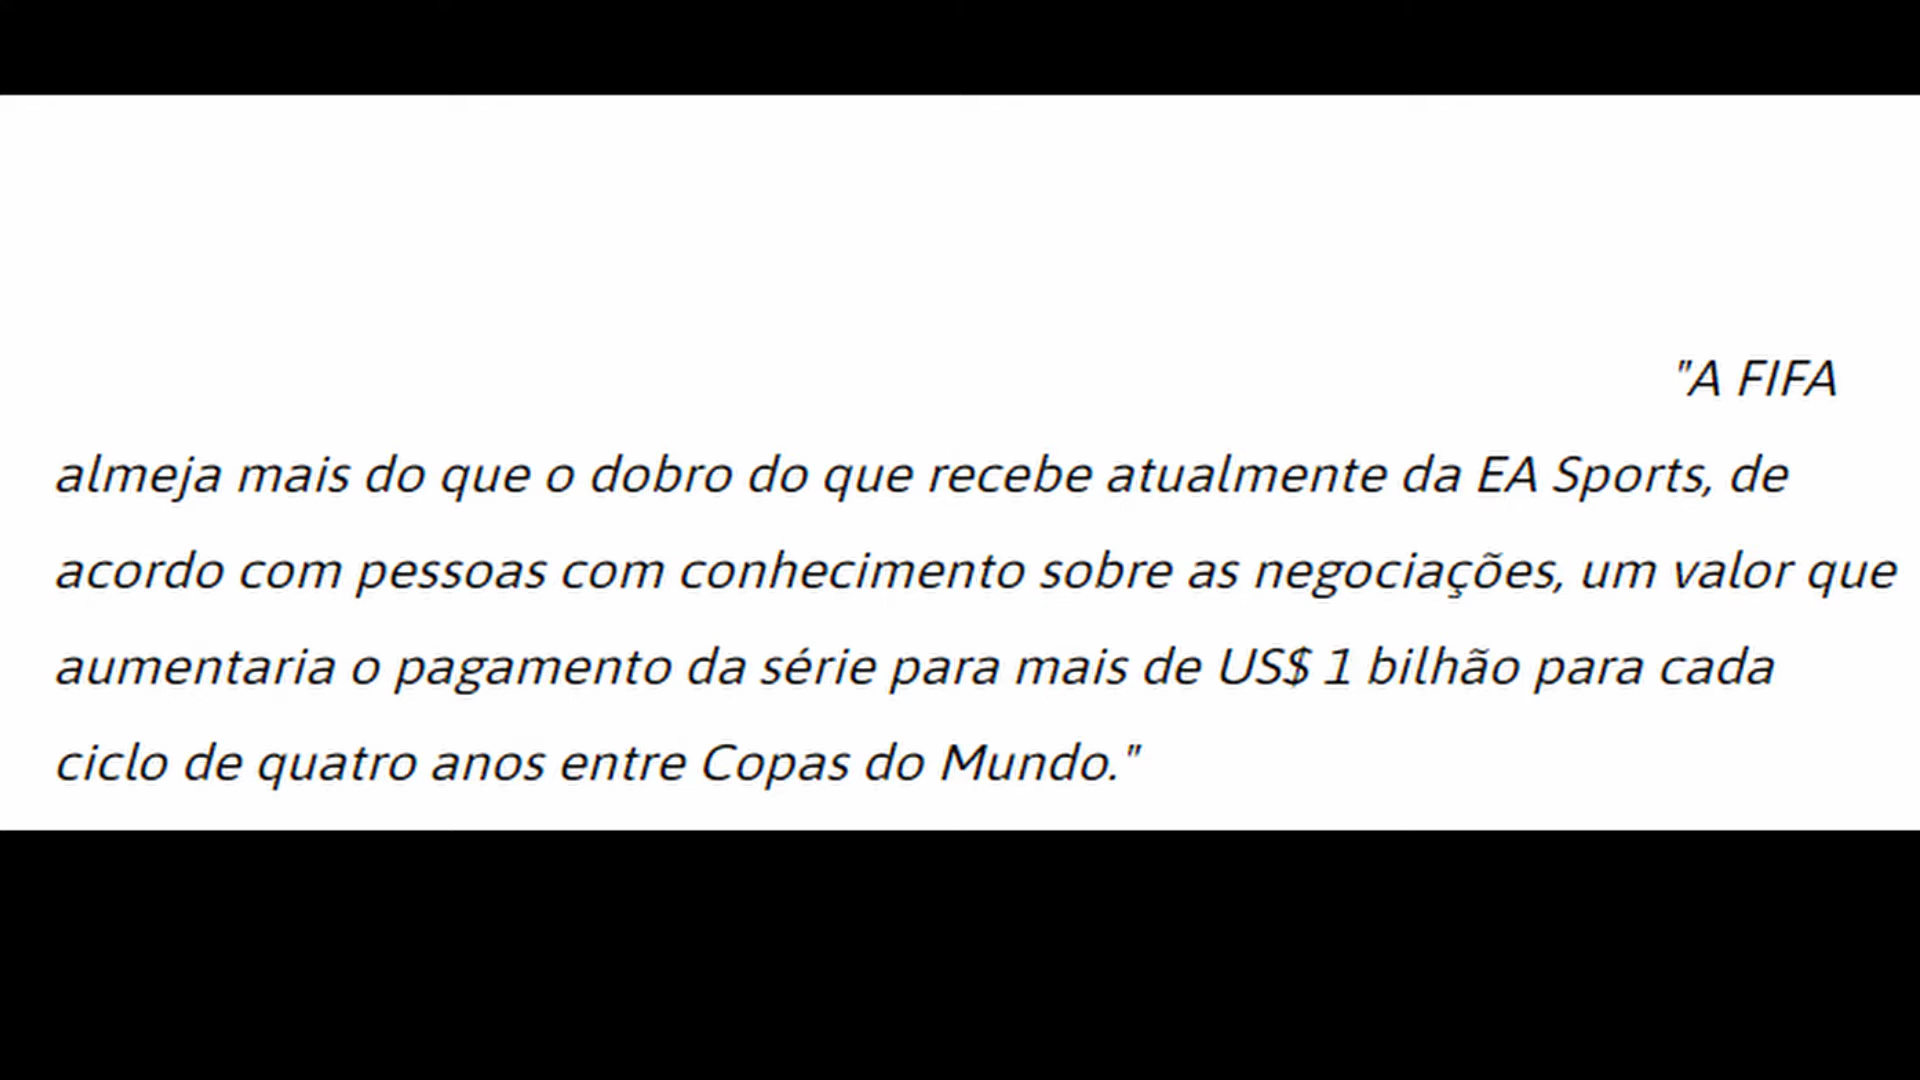 "A FIFA
almeja mais do que o dobro do que recebe atualmente da EA Sports, de
acordo com pessoas com conhecimento sobre as negociações, um valor que
aumentaria o pagamento da série para mais de US$ 1 bilhão para cada
ciclo de quatro anos entre Copas do Mundo."